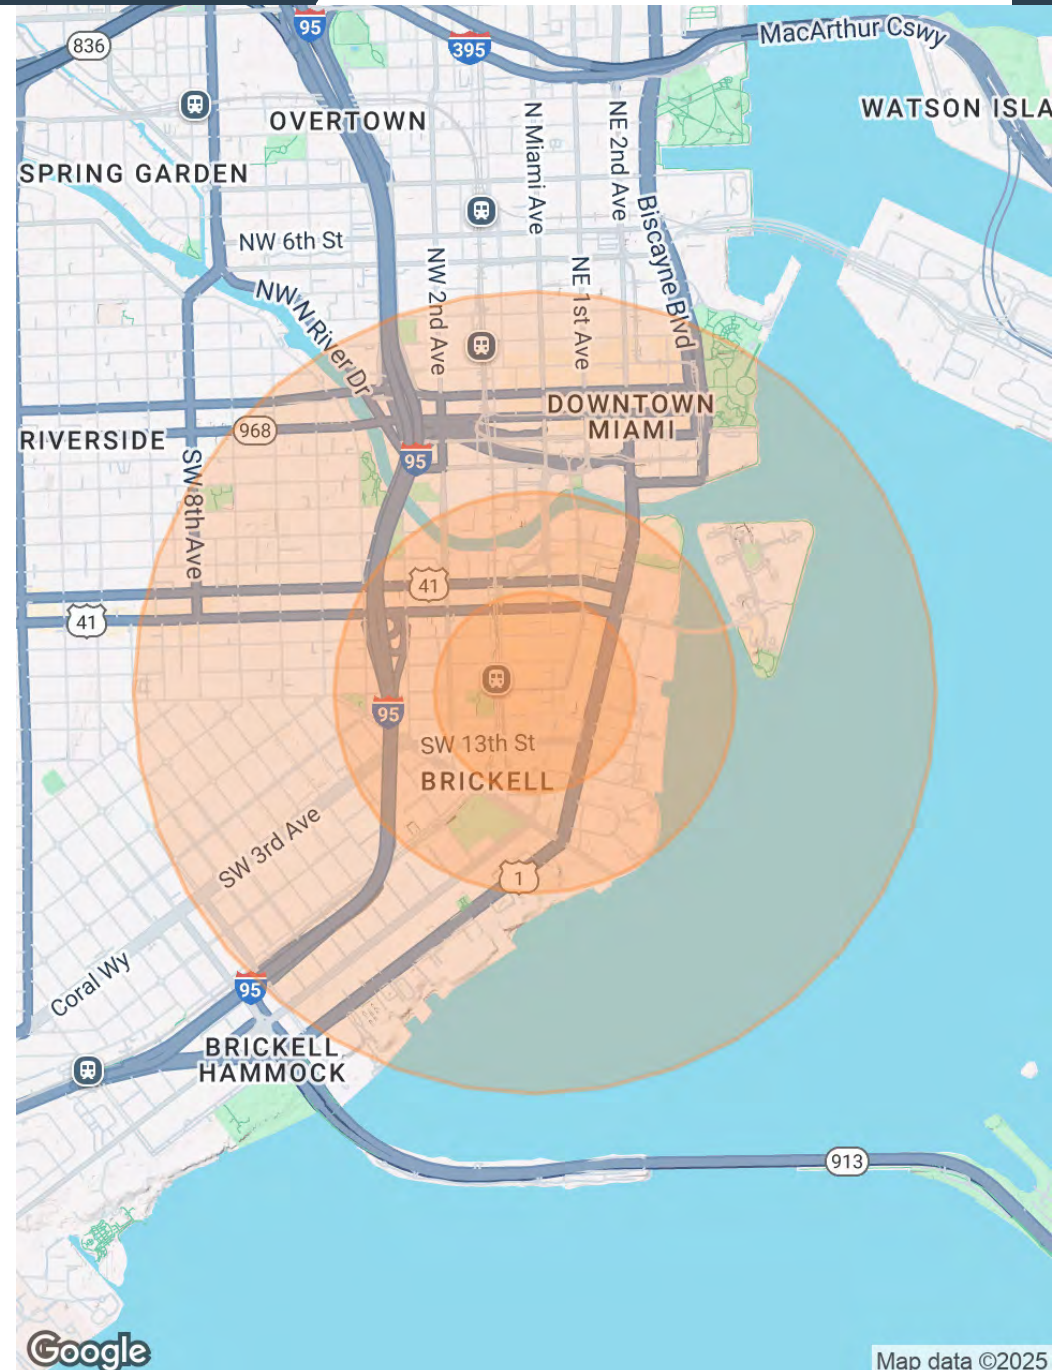 95
836
395
MacArthur Cswy
WATSON ISLA
OVERTOWN
N Miami Ave
NE 2nd Ave
SPRING GARDEN
NW 6th St
Biscayne Blvd
NW 2nd Ave
NE 1st Ave
NW N River Dr
DOWNTOWN
MIAMI
968
RIVERSIDE
95
SW 8th Ave
41
41
95
SW 13th St
BRICKELL
SW 3rd Ave
1
Coral Wy
95
BRICKELL
HAMMOCK
913
Google
Map data ©2025